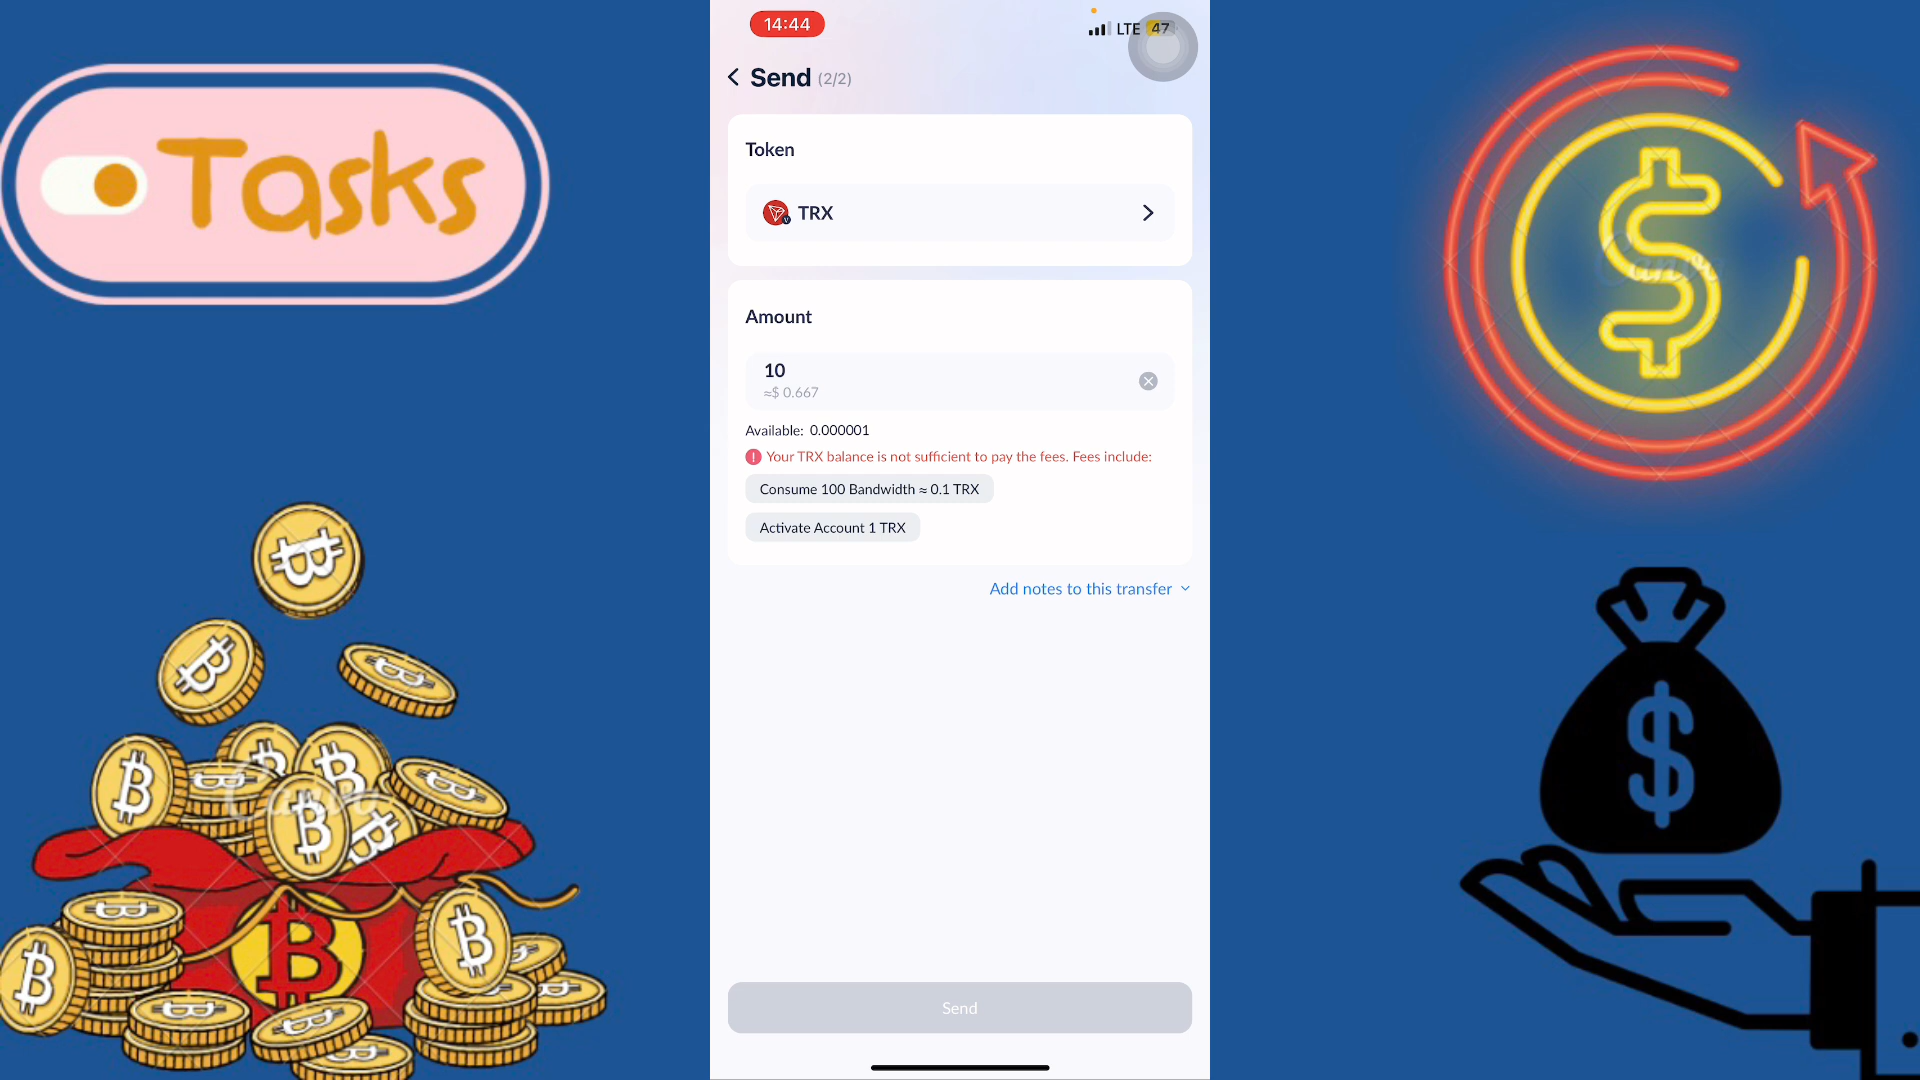 14:44
LTE 47
Send (2/2)
Tasks
Token
TRX
Amount
10
≈$ 0.667
Available: 0.000001
Your TRX balance is not sufficient to pay the fees. Fees include:
Consume 100 Bandwidth ≈ 0.1 TRX
Activate Account 1 TRX
Add notes to this transfer
Send
Canva
Canva